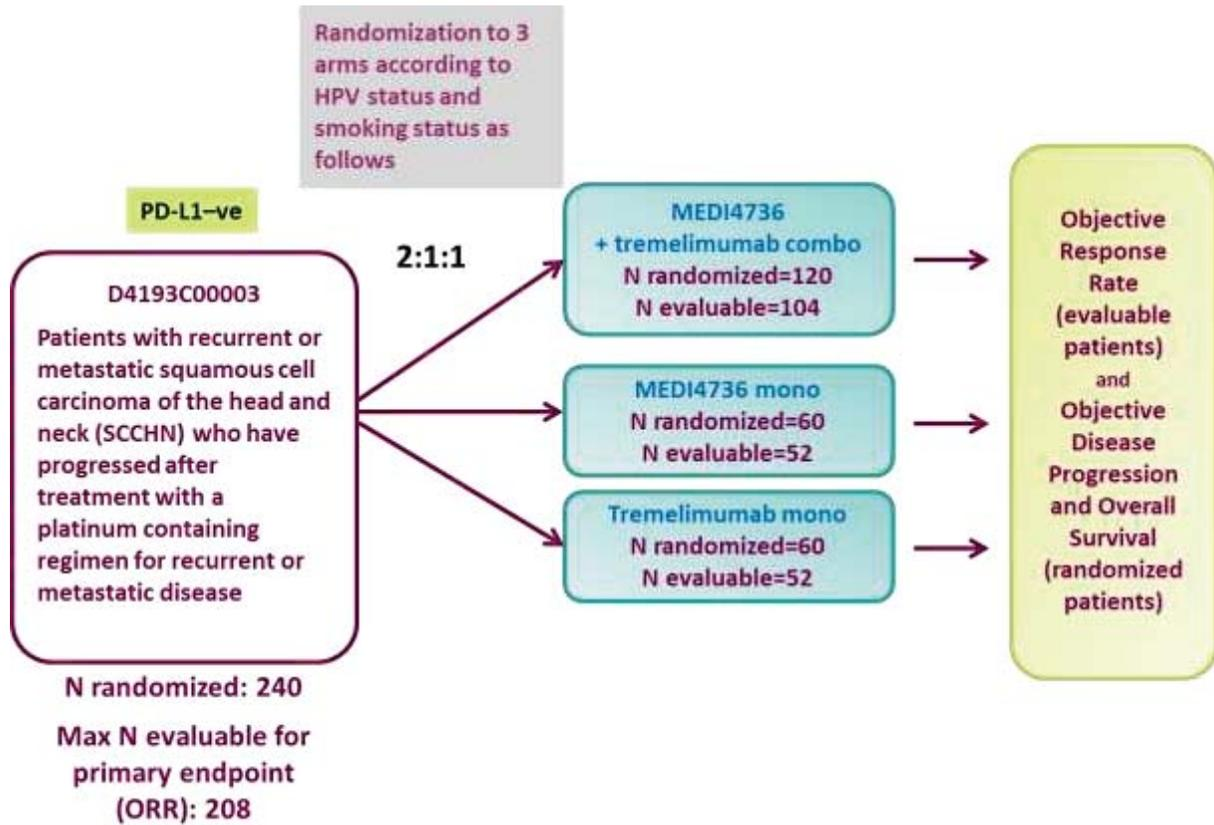 Randomization to 3
arms according to
HPV status and
smoking status as
follows
PD-L1–ve
D4193C00003
Patients with recurrent or
metastatic squamous cell
carcinoma of the head and
neck (SCCHN) who have
progressed after
treatment with a
platinum containing
regimen for recurrent or
metastatic disease
N randomized: 240
Max N evaluable for
primary endpoint
(ORR): 208
2:1:1
MEDI4736
+ tremelimumab combo
N randomized=120
N evaluable=104
MEDI4736 mono
N randomized=60
N evaluable=52
Tremelimumab mono
N randomized=60
N evaluable=52
Objective
Response
Rate
(evaluable
patients)
and
Objective
Disease
Progression
and Overall
Survival
(randomized
patients)